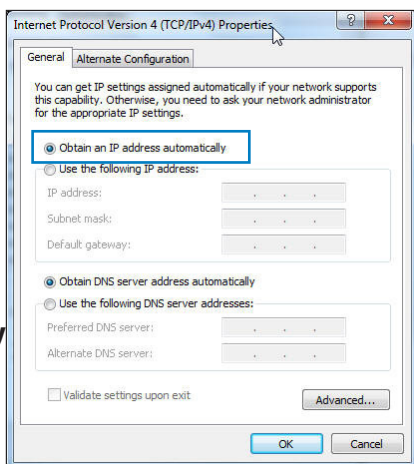 Internet Protocol Version 4 (TCP/IPv4) Properties
General
Alternate Configuration
You can get IP settings assigned automatically if your network supports
this capability. Otherwise, you need to ask your network administrator
for the appropriate IP settings.
Obtain an IP address automatically
Use the following IP address:
IP address:
Subnet mask:
Default gateway:
Obtain DNS server address automatically
Use the following DNS server addresses:
Preferred DNS server:
Alternate DNS server:
Validate settings upon exit
Advanced...
OK
Cancel